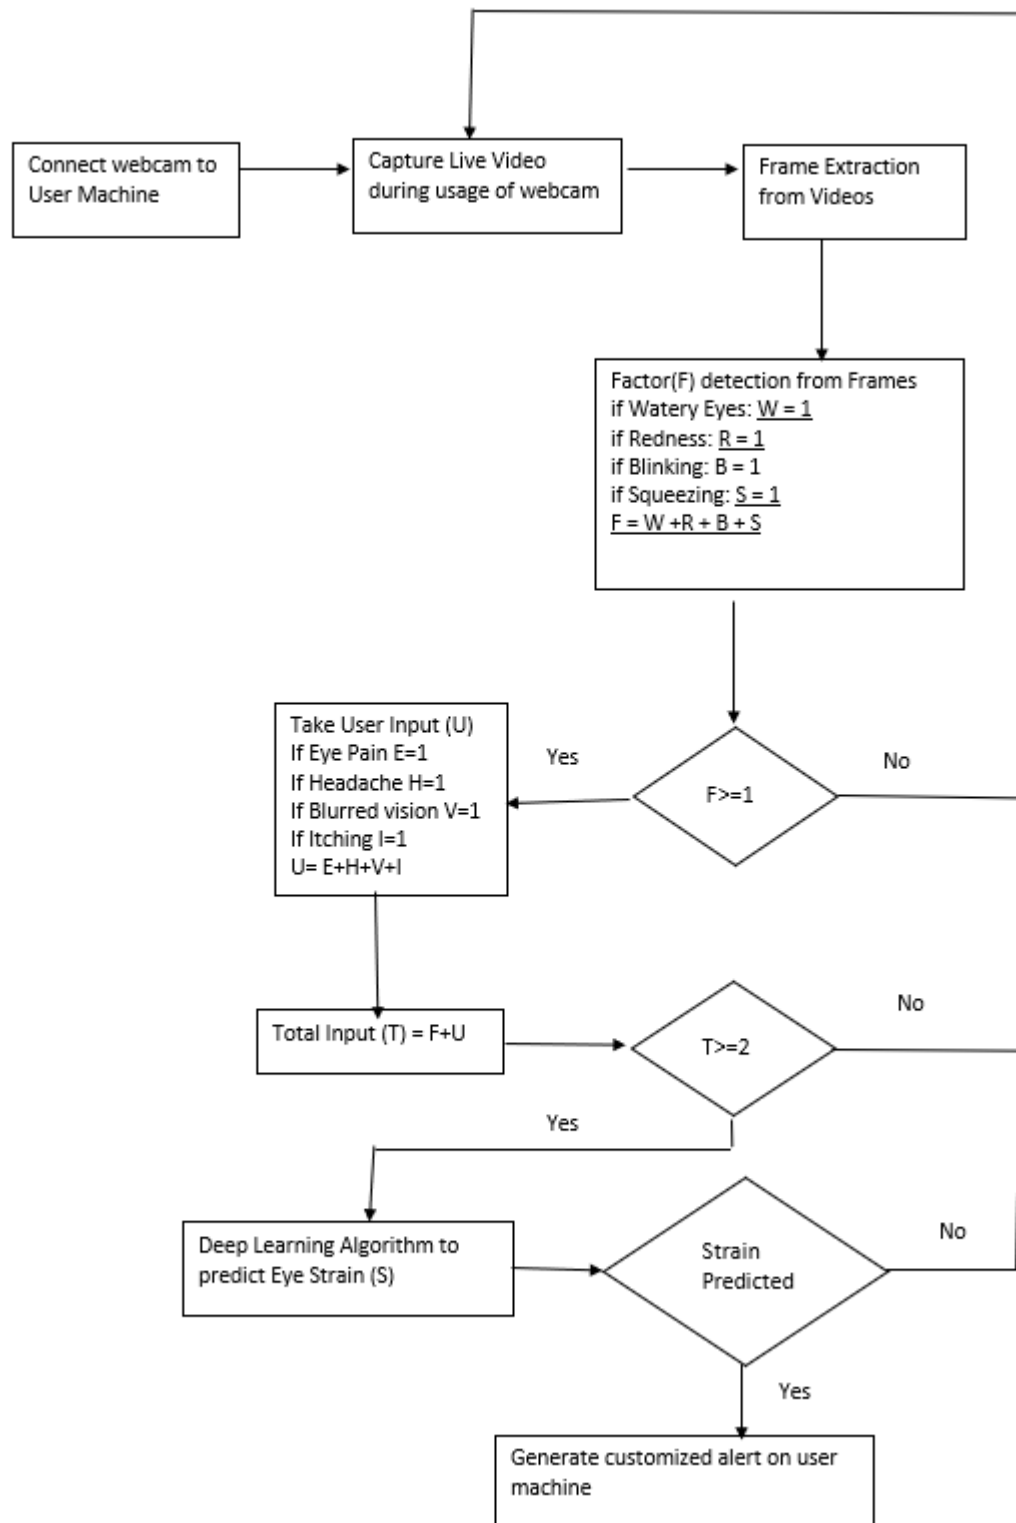 Connect webcam to
User Machine
Capture Live Video
during usage of webcam
Frame Extraction
from Videos
Factor(F) detection from Frames
if Watery Eyes: W = 1
if Redness: R = 1
if Blinking: B = 1
if Squeezing: S = 1
F = W +R + B + S
Take User Input (U)
If Eye Pain E=1
If Headache H=1
If Blurred vision V=1
If Itching I=1
U= E+H+V+I
Yes
F>=1
No
Total Input (T) = F+U
T>=2
No
Yes
Deep Learning Algorithm to
predict Eye Strain (S)
Strain
Predicted
No
Yes
Generate customized alert on user
machine